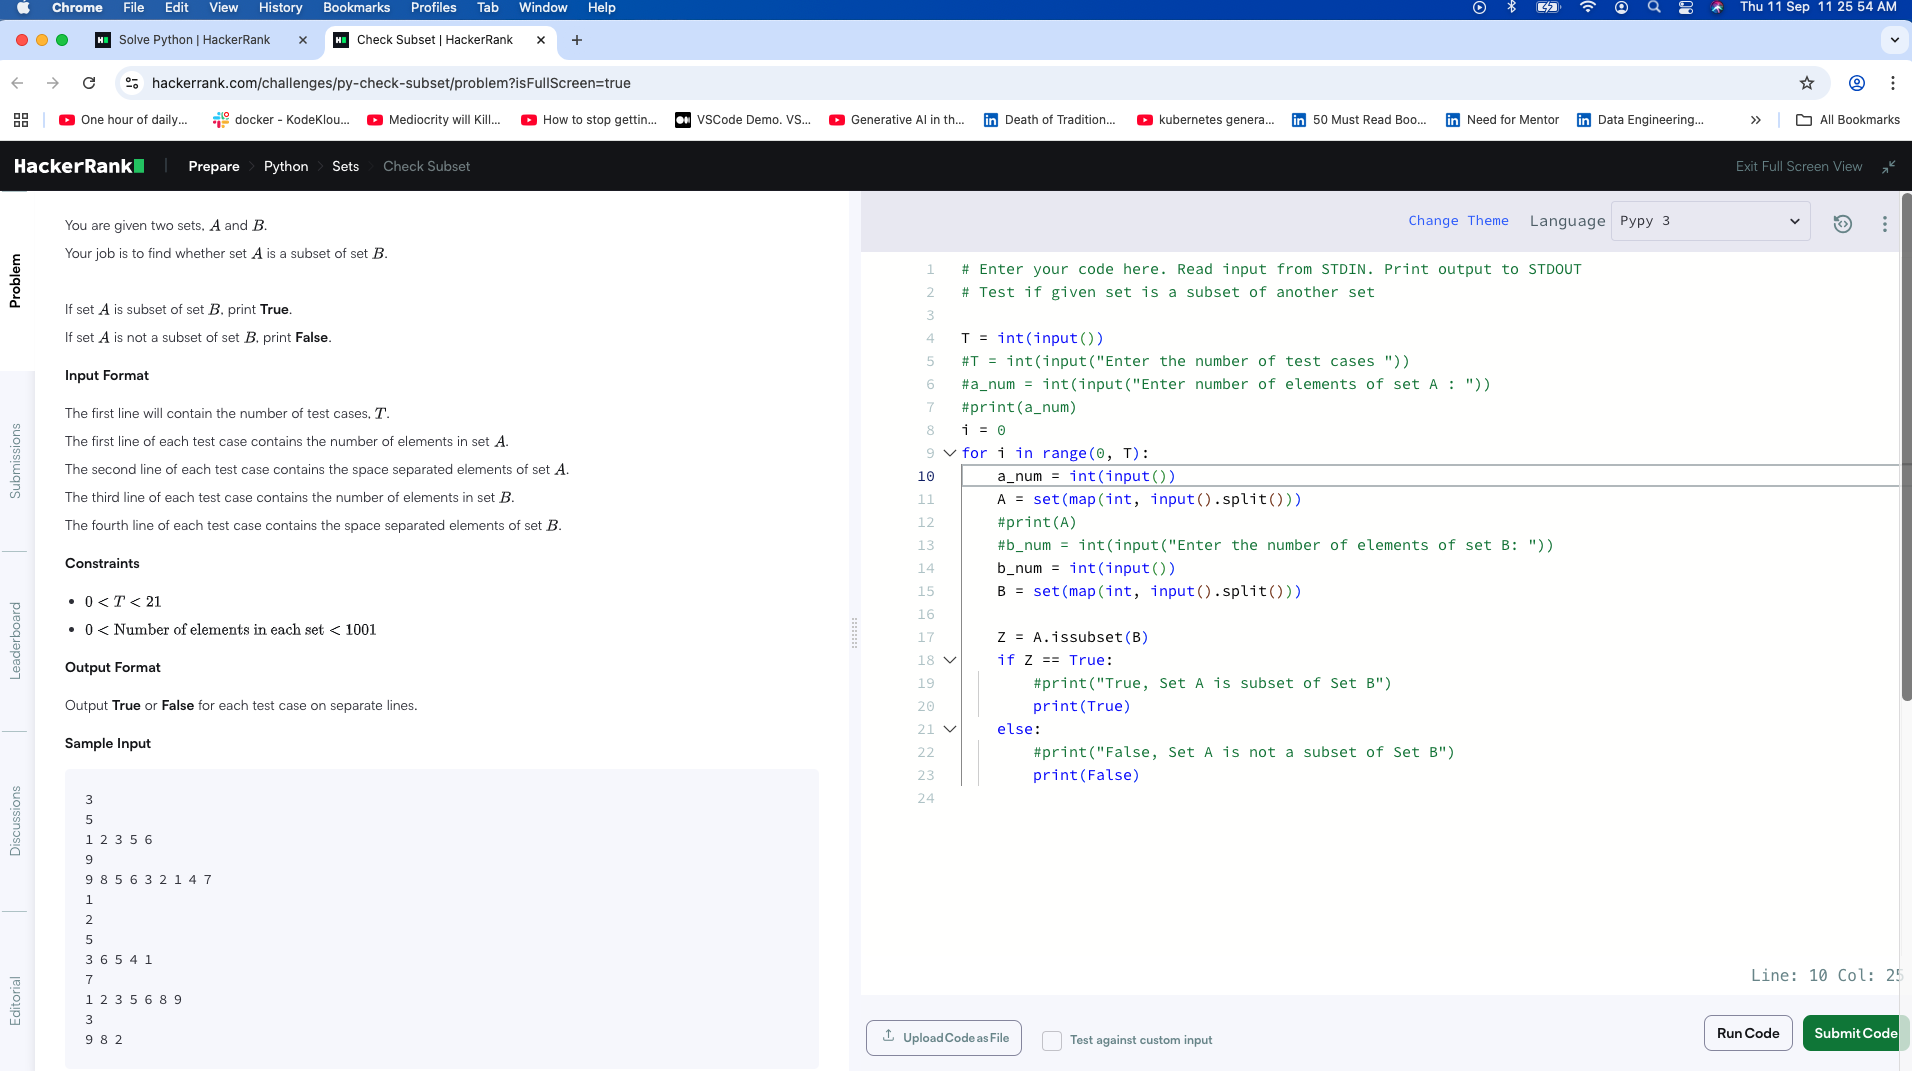 Chrome File Edit View History Bookmarks Profiles Tab Window Help Thu 11 Sep 11 25 54 AM
Solve Python | HackerRank
Check Subset | HackerRank
hackerrank.com/challenges/py-check-subset/problem?isFullScreen=true
One hour of daily... docker - KodeKlou... Mediocrity will Kill... How to stop gettin... VSCode Demo. VS... Generative AI in th... Death of Tradition... kubernetes genera... 50 Must Read Boo... Need for Mentor Data Engineering... All Bookmarks
HackerRank Prepare Python Sets Check Subset Exit Full Screen View
Problem
Submissions
Leaderboard
Discussions
Editorial
You are given two sets, A and B.
Your job is to find whether set A is a subset of set B.
If set A is subset of set B, print True.
If set A is not a subset of set B, print False.
Input Format
The first line will contain the number of test cases, T.
The first line of each test case contains the number of elements in set A.
The second line of each test case contains the space separated elements of set A.
The third line of each test case contains the number of elements in set B.
The fourth line of each test case contains the space separated elements of set B.
Constraints
• 0 < T < 21
• 0 < Number of elements in each set < 1001
Output Format
Output True or False for each test case on separate lines.
Sample Input
3
5
1 2 3 5 6
9
9 8 5 6 3 2 1 4 7
1
2
5
3 6 5 4 1
7
1 2 3 5 6 8 9
3
9 8 2
Change Theme Language Pypy 3
1 # Enter your code here. Read input from STDIN. Print output to STDOUT
2 # Test if given set is a subset of another set
3
4 T = int(input())
5 #T = int(input("Enter the number of test cases "))
6 #a_num = int(input("Enter number of elements of set A : "))
7 #print(a_num)
8 i = 0
9 for i in range(0, T):
10 a_num = int(input())
11 A = set(map(int, input().split()))
12 #print(A)
13 #b_num = int(input("Enter the number of elements of set B: "))
14 b_num = int(input())
15 B = set(map(int, input().split()))
16
17 Z = A.issubset(B)
18 if Z == True:
19 #print("True, Set A is subset of Set B")
20 print(True)
21 else:
22 #print("False, Set A is not a subset of Set B")
23 print(False)
24
Line: 10 Col: 25
Upload Code as File Test against custom input Run Code Submit Code